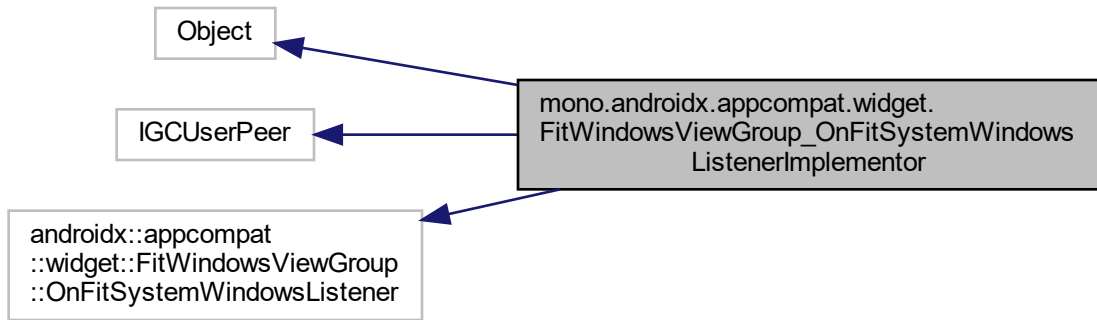 Object
mono.androidx.appcompat.widget.
FitWindowsViewGroup_OnFitSystemWindows
ListenerImplementor
IGCUserPeer
androidx::appcompat
::widget::FitWindowsViewGroup
::OnFitSystemWindowsListener